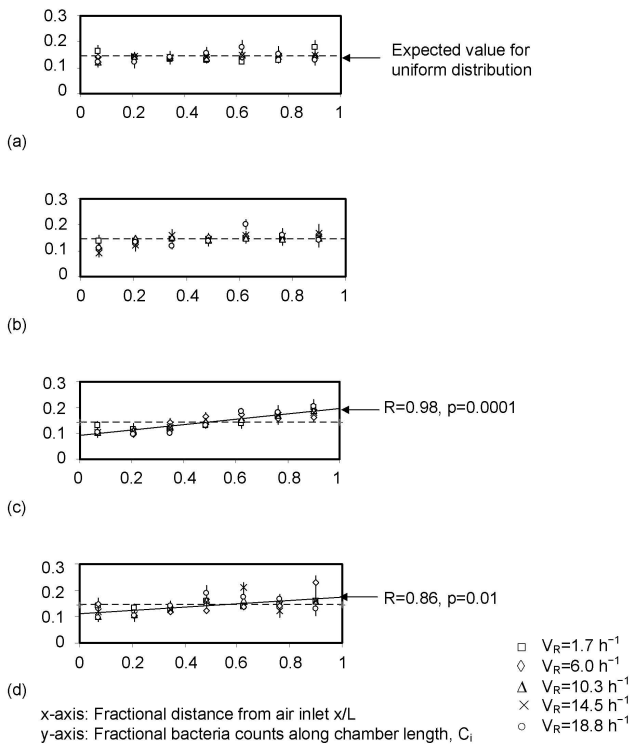 0.3
0.2
0.1
0
0 0.2 0.4 0.6 0.8 1
Expected value for
uniform distribution
(a)
0.3
0.2
0.1
0
0 0.2 0.4 0.6 0.8 1
(b)
0.3
0.2
0.1
0
0 0.2 0.4 0.6 0.8 1
R=0.98, p=0.0001
(c)
0.3
0.2
0.1
0
0 0.2 0.4 0.6 0.8 1
R=0.86, p=0.01
(d)
x-axis: Fractional distance from air inlet x/L
y-axis: Fractional bacteria counts along chamber length, Cᵢ
V_R=1.7 h⁻¹
V_R=6.0 h⁻¹
V_R=10.3 h⁻¹
V_R=14.5 h⁻¹
V_R=18.8 h⁻¹